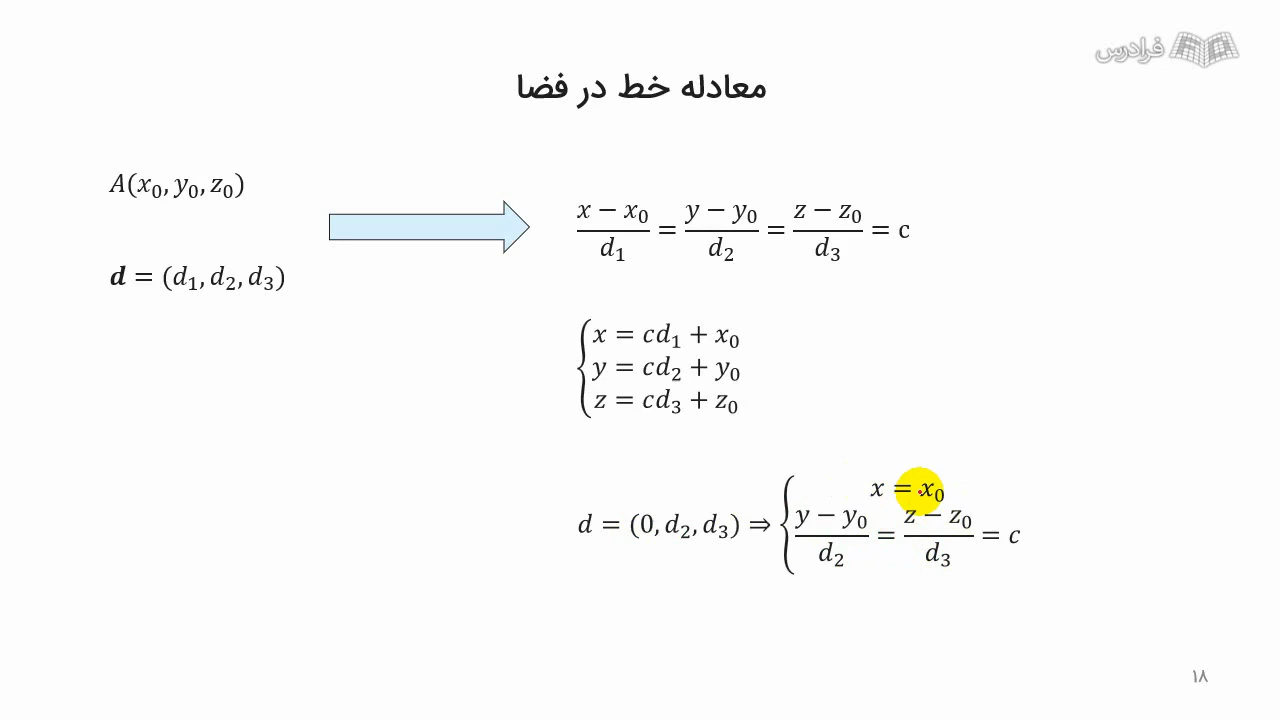 فرادرس
معادله خط در فضا
A(x₀, y₀, z₀)
d = (d₁, d₂, d₃)
(x − x₀)/d₁ = (y − y₀)/d₂ = (z − z₀)/d₃ = c
x = cd₁ + x₀
y = cd₂ + y₀
z = cd₃ + z₀
d = (0, d₂, d₃) ⇒ { x = x₀
(y − y₀)/d₂ = (z − z₀)/d₃ = c
۱۸